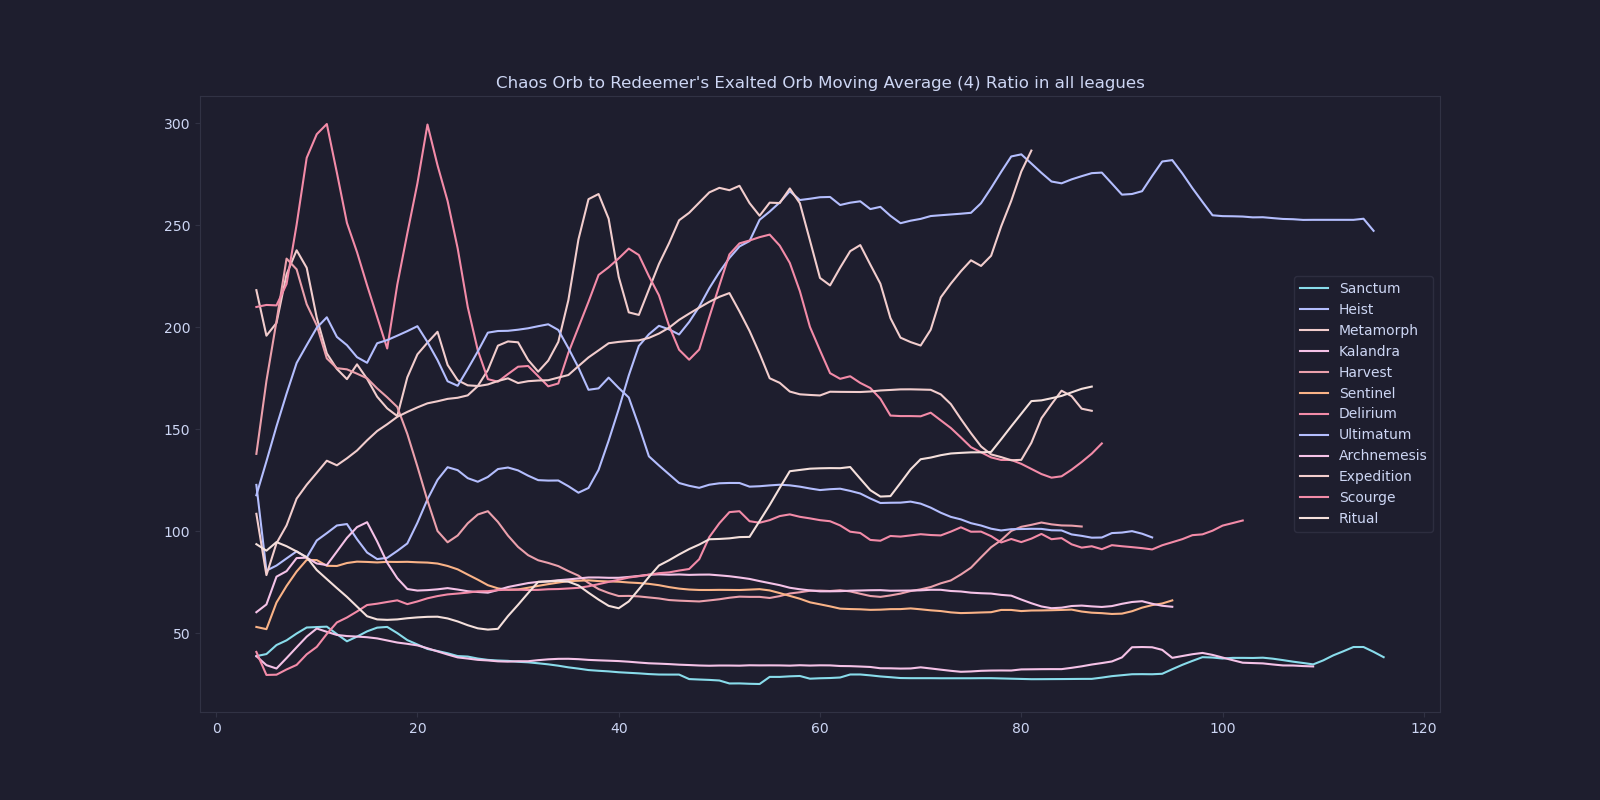 Chaos Orb to Redeemer's Exalted Orb Moving Average (4) Ratio in all leagues
300
250
200
150
100
50
0
20
40
60
80
100
120
Sanctum
Heist
Metamorph
Kalandra
Harvest
Sentinel
Delirium
Ultimatum
Archnemesis
Expedition
Scourge
Ritual